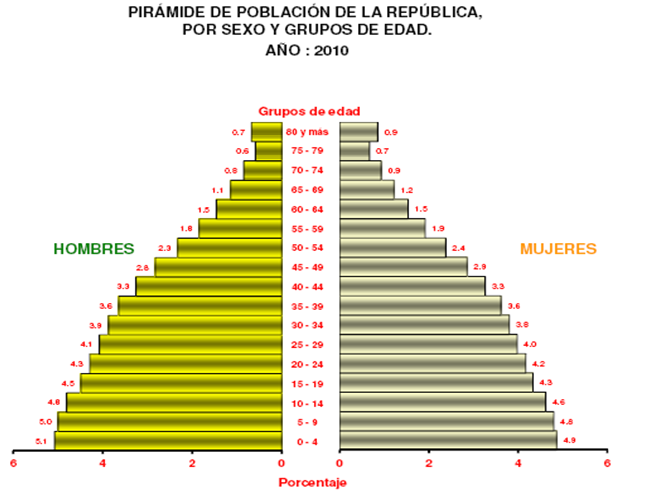 PIRÁMIDE DE POBLACIÓN DE LA REPÚBLICA,
POR SEXO Y GRUPOS DE EDAD.
AÑO : 2010
Grupos de edad
0.7 80 y más 0.9
0.6 75 - 79 0.7
0.8 70 - 74 0.9
1.1 65 - 69 1.2
1.5 60 - 64 1.5
1.8 55 - 59 1.9
HOMBRES 2.3 50 - 54 2.4 MUJERES
2.8 45 - 49 2.9
3.3 40 - 44 3.3
3.6 35 - 39 3.6
3.9 30 - 34 3.8
4.1 25 - 29 4.0
4.3 20 - 24 4.2
4.5 15 - 19 4.3
4.8 10 - 14 4.6
5.0 5 - 9 4.8
5.1 0 - 4 4.9
6 4 2 0 0 2 4 6
Porcentaje